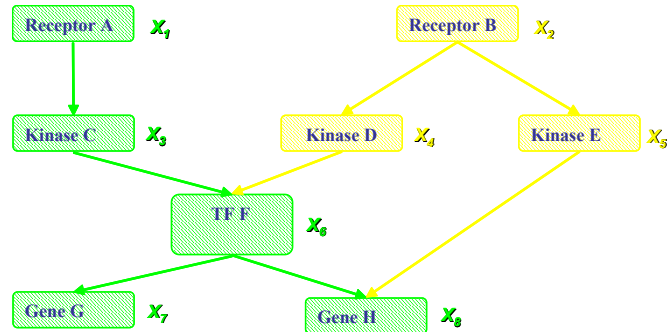 Receptor A X1 Receptor B X2
Kinase C X3 Kinase D X4 Kinase E X5
TF F X6
Gene G X7 Gene H X8